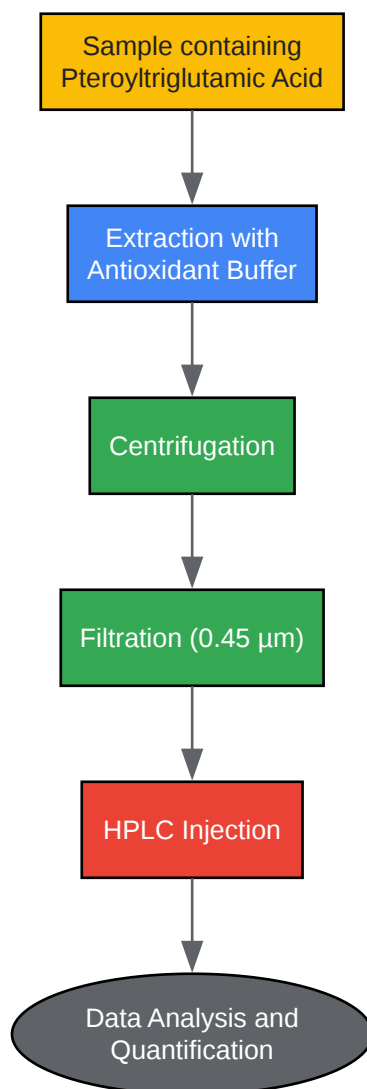 Sample containing
Pteroyltriglutamic Acid
Extraction with
Antioxidant Buffer
Centrifugation
Filtration (0.45 µm)
HPLC Injection
Data Analysis and
Quantification